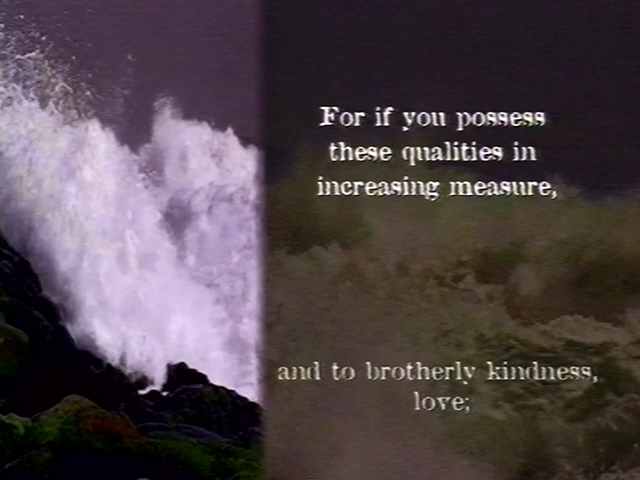 For if you possess
these qualities in
increasing measure,
and to brotherly kindness,
love;